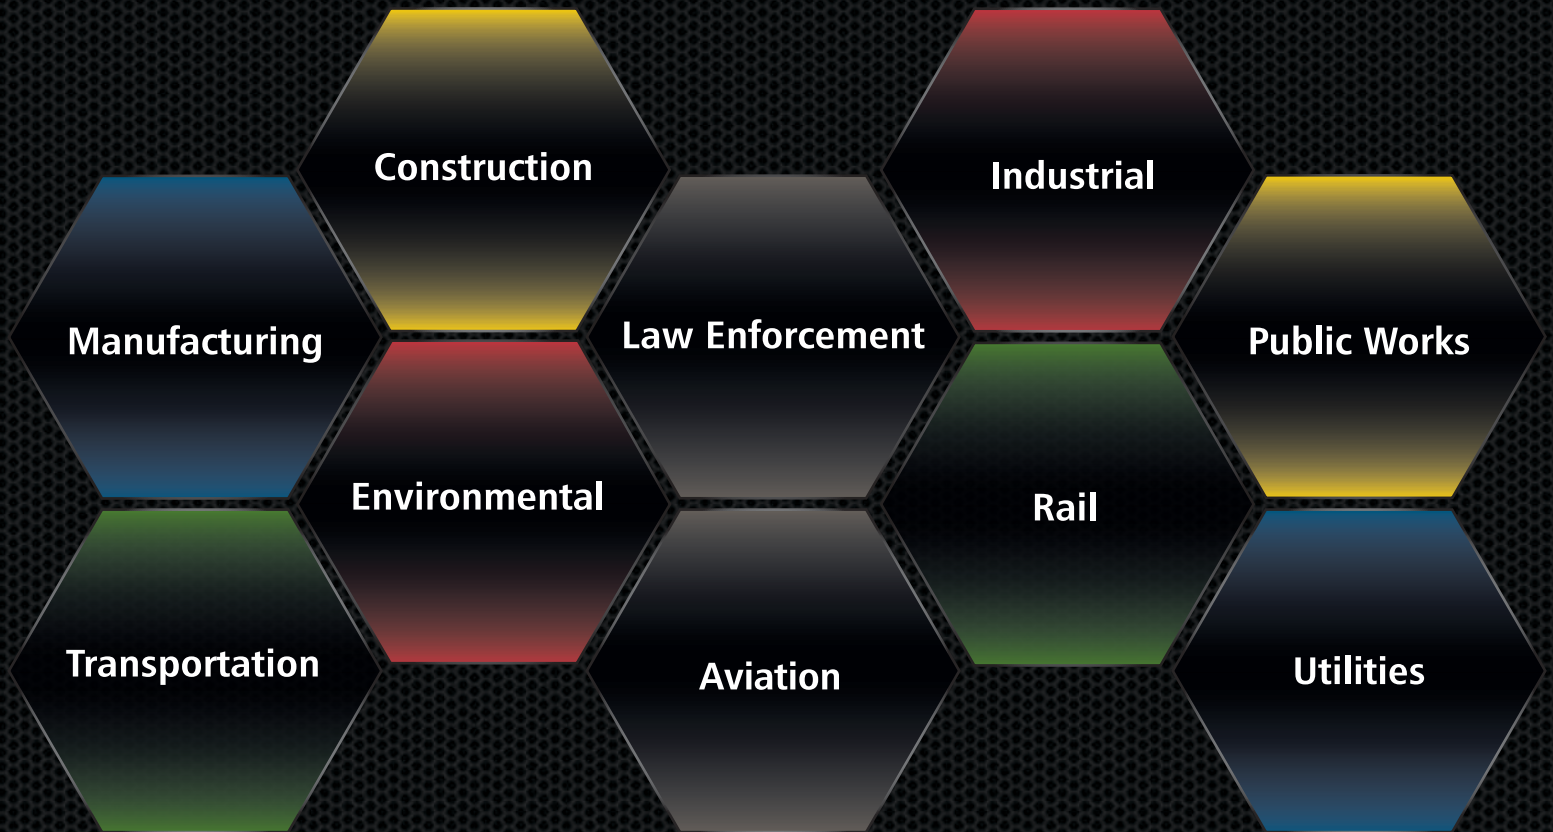 Construction
Industrial
Manufacturing
Law Enforcement
Public Works
Environmental
Rail
Transportation
Aviation
Utilities